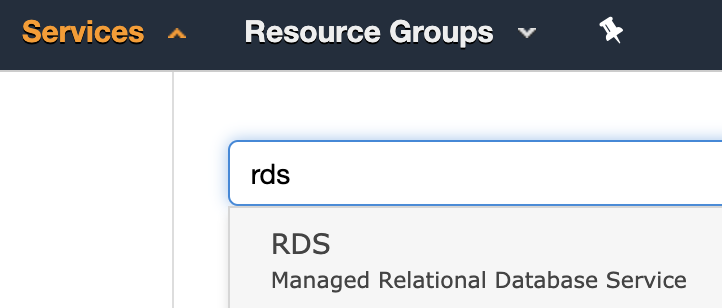 Services Resource Groups
rds
RDS
Managed Relational Database Service